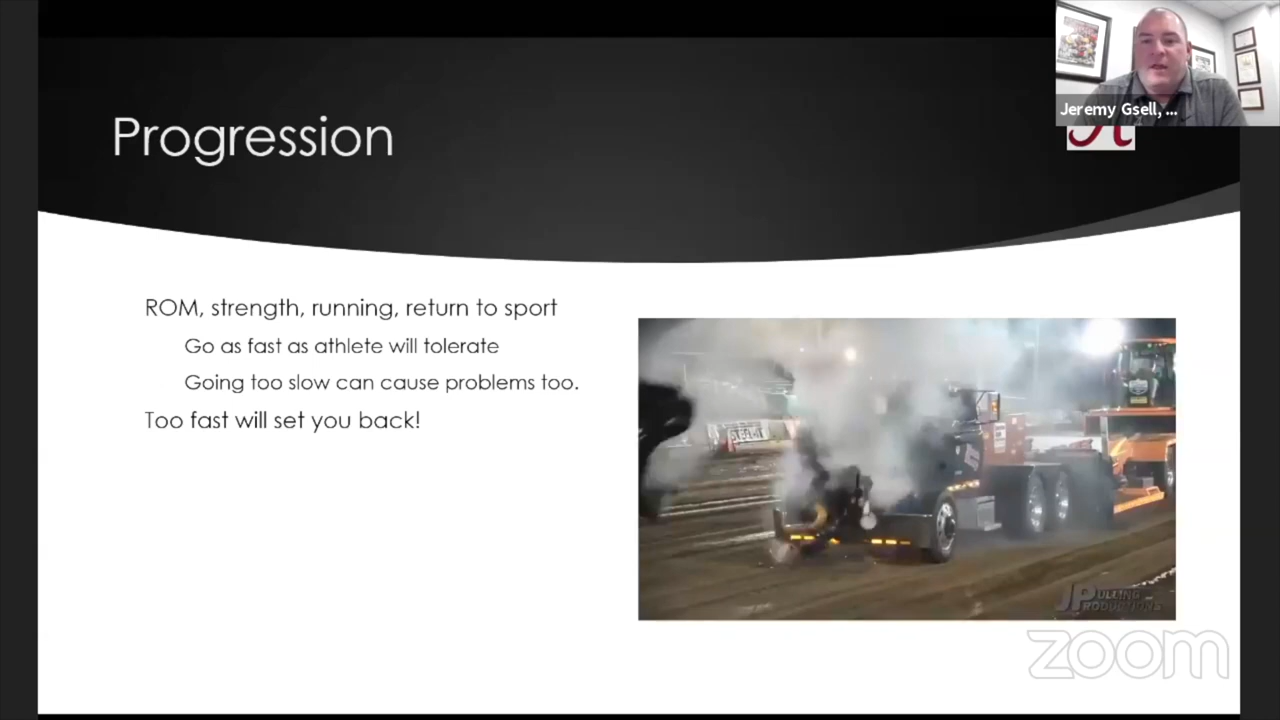 Jeremy Gsell, ...
Progression
ROM, strength, running, return to sport
Go as fast as athlete will tolerate
Going too slow can cause problems too.
Too fast will set you back!
JPULLING
PRODUCTIONS
zoom